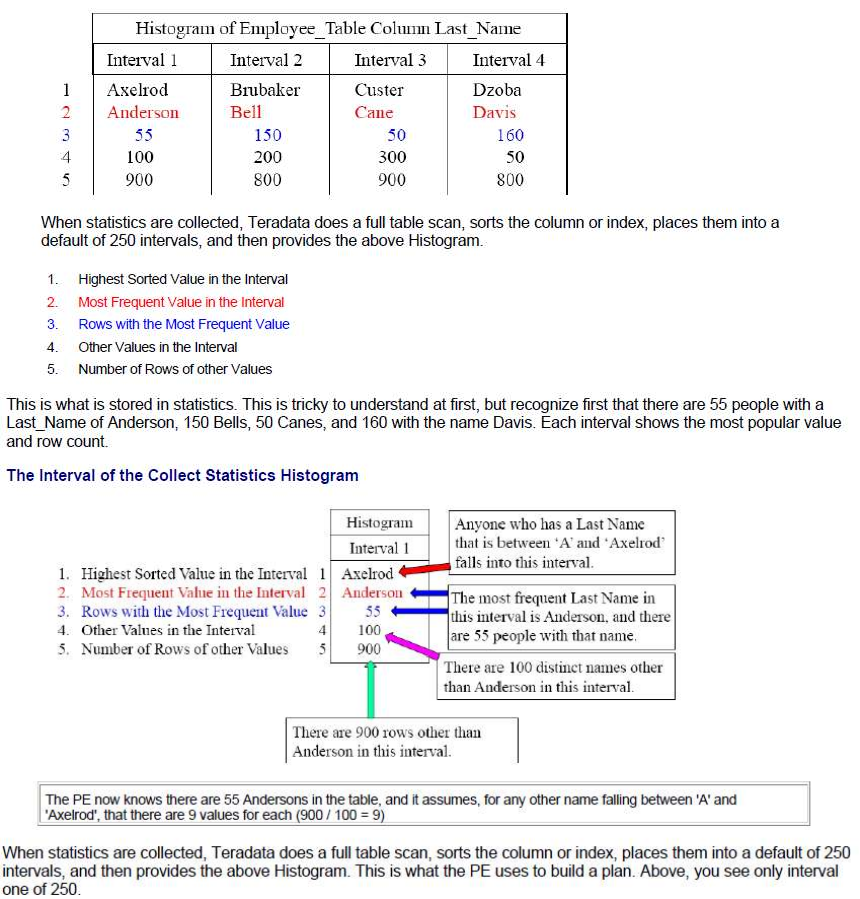 Histogram of Employee_Table Column Last_Name
Interval 1 Interval 2 Interval 3 Interval 4
1 Axelrod Brubaker Custer Dzoba
2 Anderson Bell Cane Davis
3 55 150 50 160
4 100 200 300 50
5 900 800 900 800
When statistics are collected, Teradata does a full table scan, sorts the column or index, places them into a
default of 250 intervals, and then provides the above Histogram.
1. Highest Sorted Value in the Interval
2. Most Frequent Value in the Interval
3. Rows with the Most Frequent Value
4. Other Values in the Interval
5. Number of Rows of other Values
This is what is stored in statistics. This is tricky to understand at first, but recognize first that there are 55 people with a
Last_Name of Anderson, 150 Bells, 50 Canes, and 160 with the name Davis. Each interval shows the most popular value
and row count.
The Interval of the Collect Statistics Histogram
Histogram
Interval 1
1. Highest Sorted Value in the Interval 1 Axelrod
2. Most Frequent Value in the Interval 2 Anderson
3. Rows with the Most Frequent Value 3 55
4. Other Values in the Interval 4 100
5. Number of Rows of other Values 5 900
Anyone who has a Last Name
that is between 'A' and 'Axelrod'
falls into this interval.
The most frequent Last Name in
this interval is Anderson, and there
are 55 people with that name.
There are 100 distinct names other
than Anderson in this interval.
There are 900 rows other than
Anderson in this interval.
The PE now knows there are 55 Andersons in the table, and it assumes, for any other name falling between 'A' and
'Axelrod', that there are 9 values for each (900 / 100 = 9)
When statistics are collected, Teradata does a full table scan, sorts the column or index, places them into a default of 250
intervals, and then provides the above Histogram. This is what the PE uses to build a plan. Above, you see only interval
one of 250.